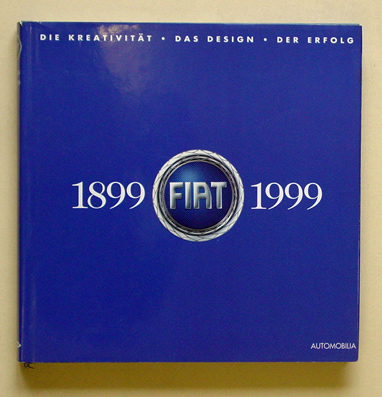 DIE KREATIVITÄT • DAS DESIGN • DER ERFOLG
1899 FIAT 1999
AUTOMOBILIA